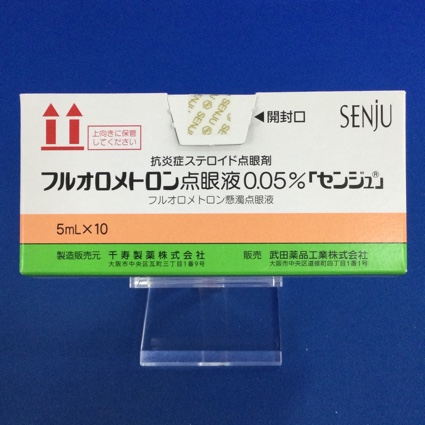 SENJU
◀開封口
SENJU
上向きに保管
してください
抗炎症ステロイド点眼剤
フルオロメトロン点眼液0.05%「センジュ」®
フルオロメトロン懸濁点眼液
5mL×10
製造販売元 千寿製薬株式会社
大阪市中央区瓦町三丁目1番9号
販売 武田薬品工業株式会社
大阪市中央区道修町四丁目1番1号